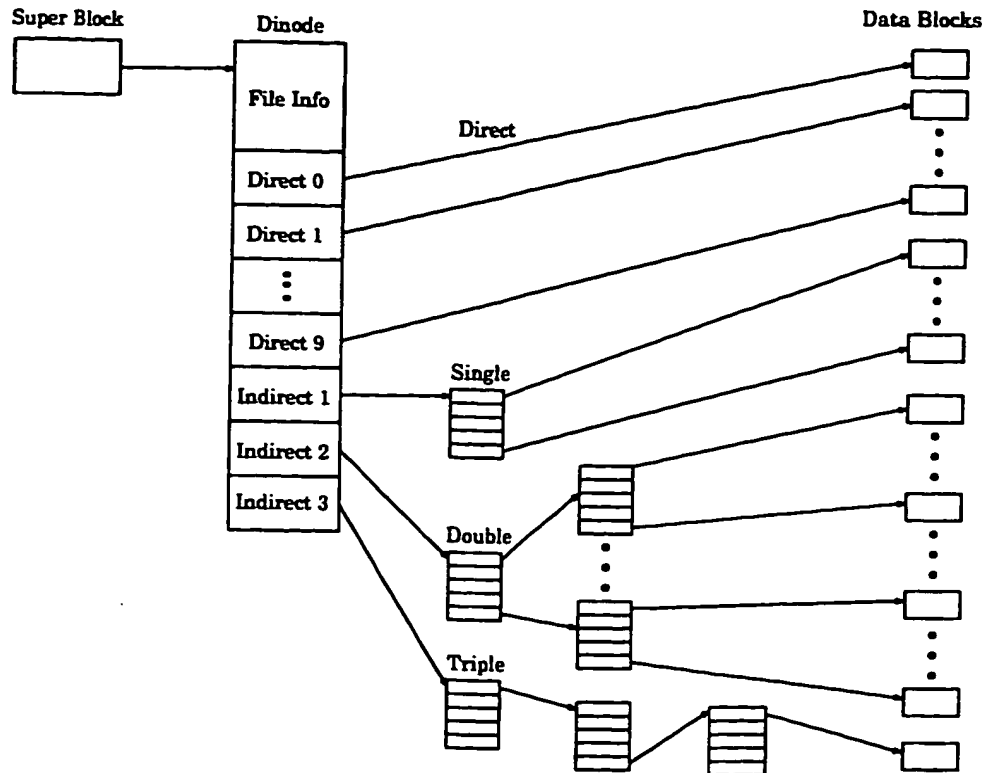 Super Block
Dinode
Data Blocks
File Info
Direct
Direct 0
Direct 1
Direct 9
Indirect 1
Single
Indirect 2
Indirect 3
Double
Triple